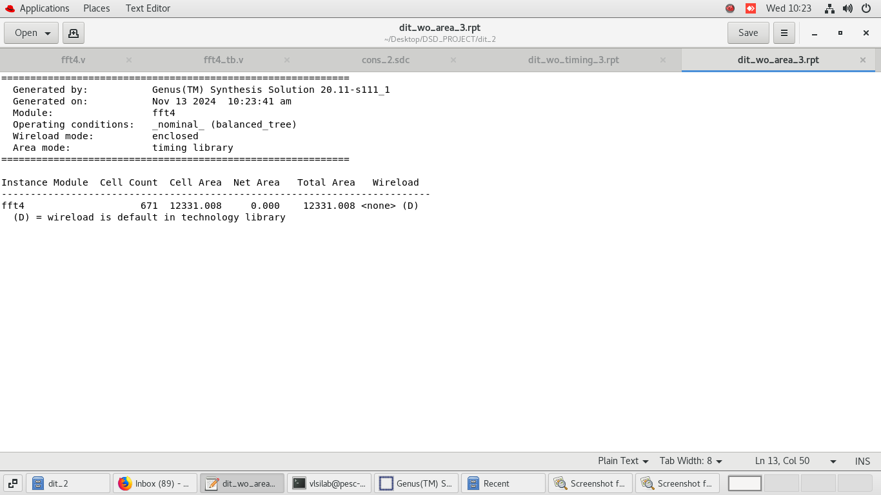 Applications Places Text Editor Wed 10:23
Open dit_wo_area_3.rpt Save
~/Desktop/DSD_PROJECT/dit_2
fft4.v × fft4_tb.v × cons_2.sdc × dit_wo_timing_3.rpt × dit_wo_area_3.rpt ×
============================================================
Generated by: Genus(TM) Synthesis Solution 20.11-s111_1
Generated on: Nov 13 2024 10:23:41 am
Module: fft4
Operating conditions: _nominal_ (balanced_tree)
Wireload mode: enclosed
Area mode: timing library
============================================================
Instance Module Cell Count Cell Area Net Area Total Area Wireload
--------------------------------------------------------------------------
fft4 671 12331.008 0.000 12331.008 <none> (D)
(D) = wireload is default in technology library
Plain Text Tab Width: 8 Ln 13, Col 50 INS
dit_2 Inbox (89) - ... dit_wo_area... vlsilab@pesc-... Genus(TM) S... Recent Screenshot f... Screenshot f...